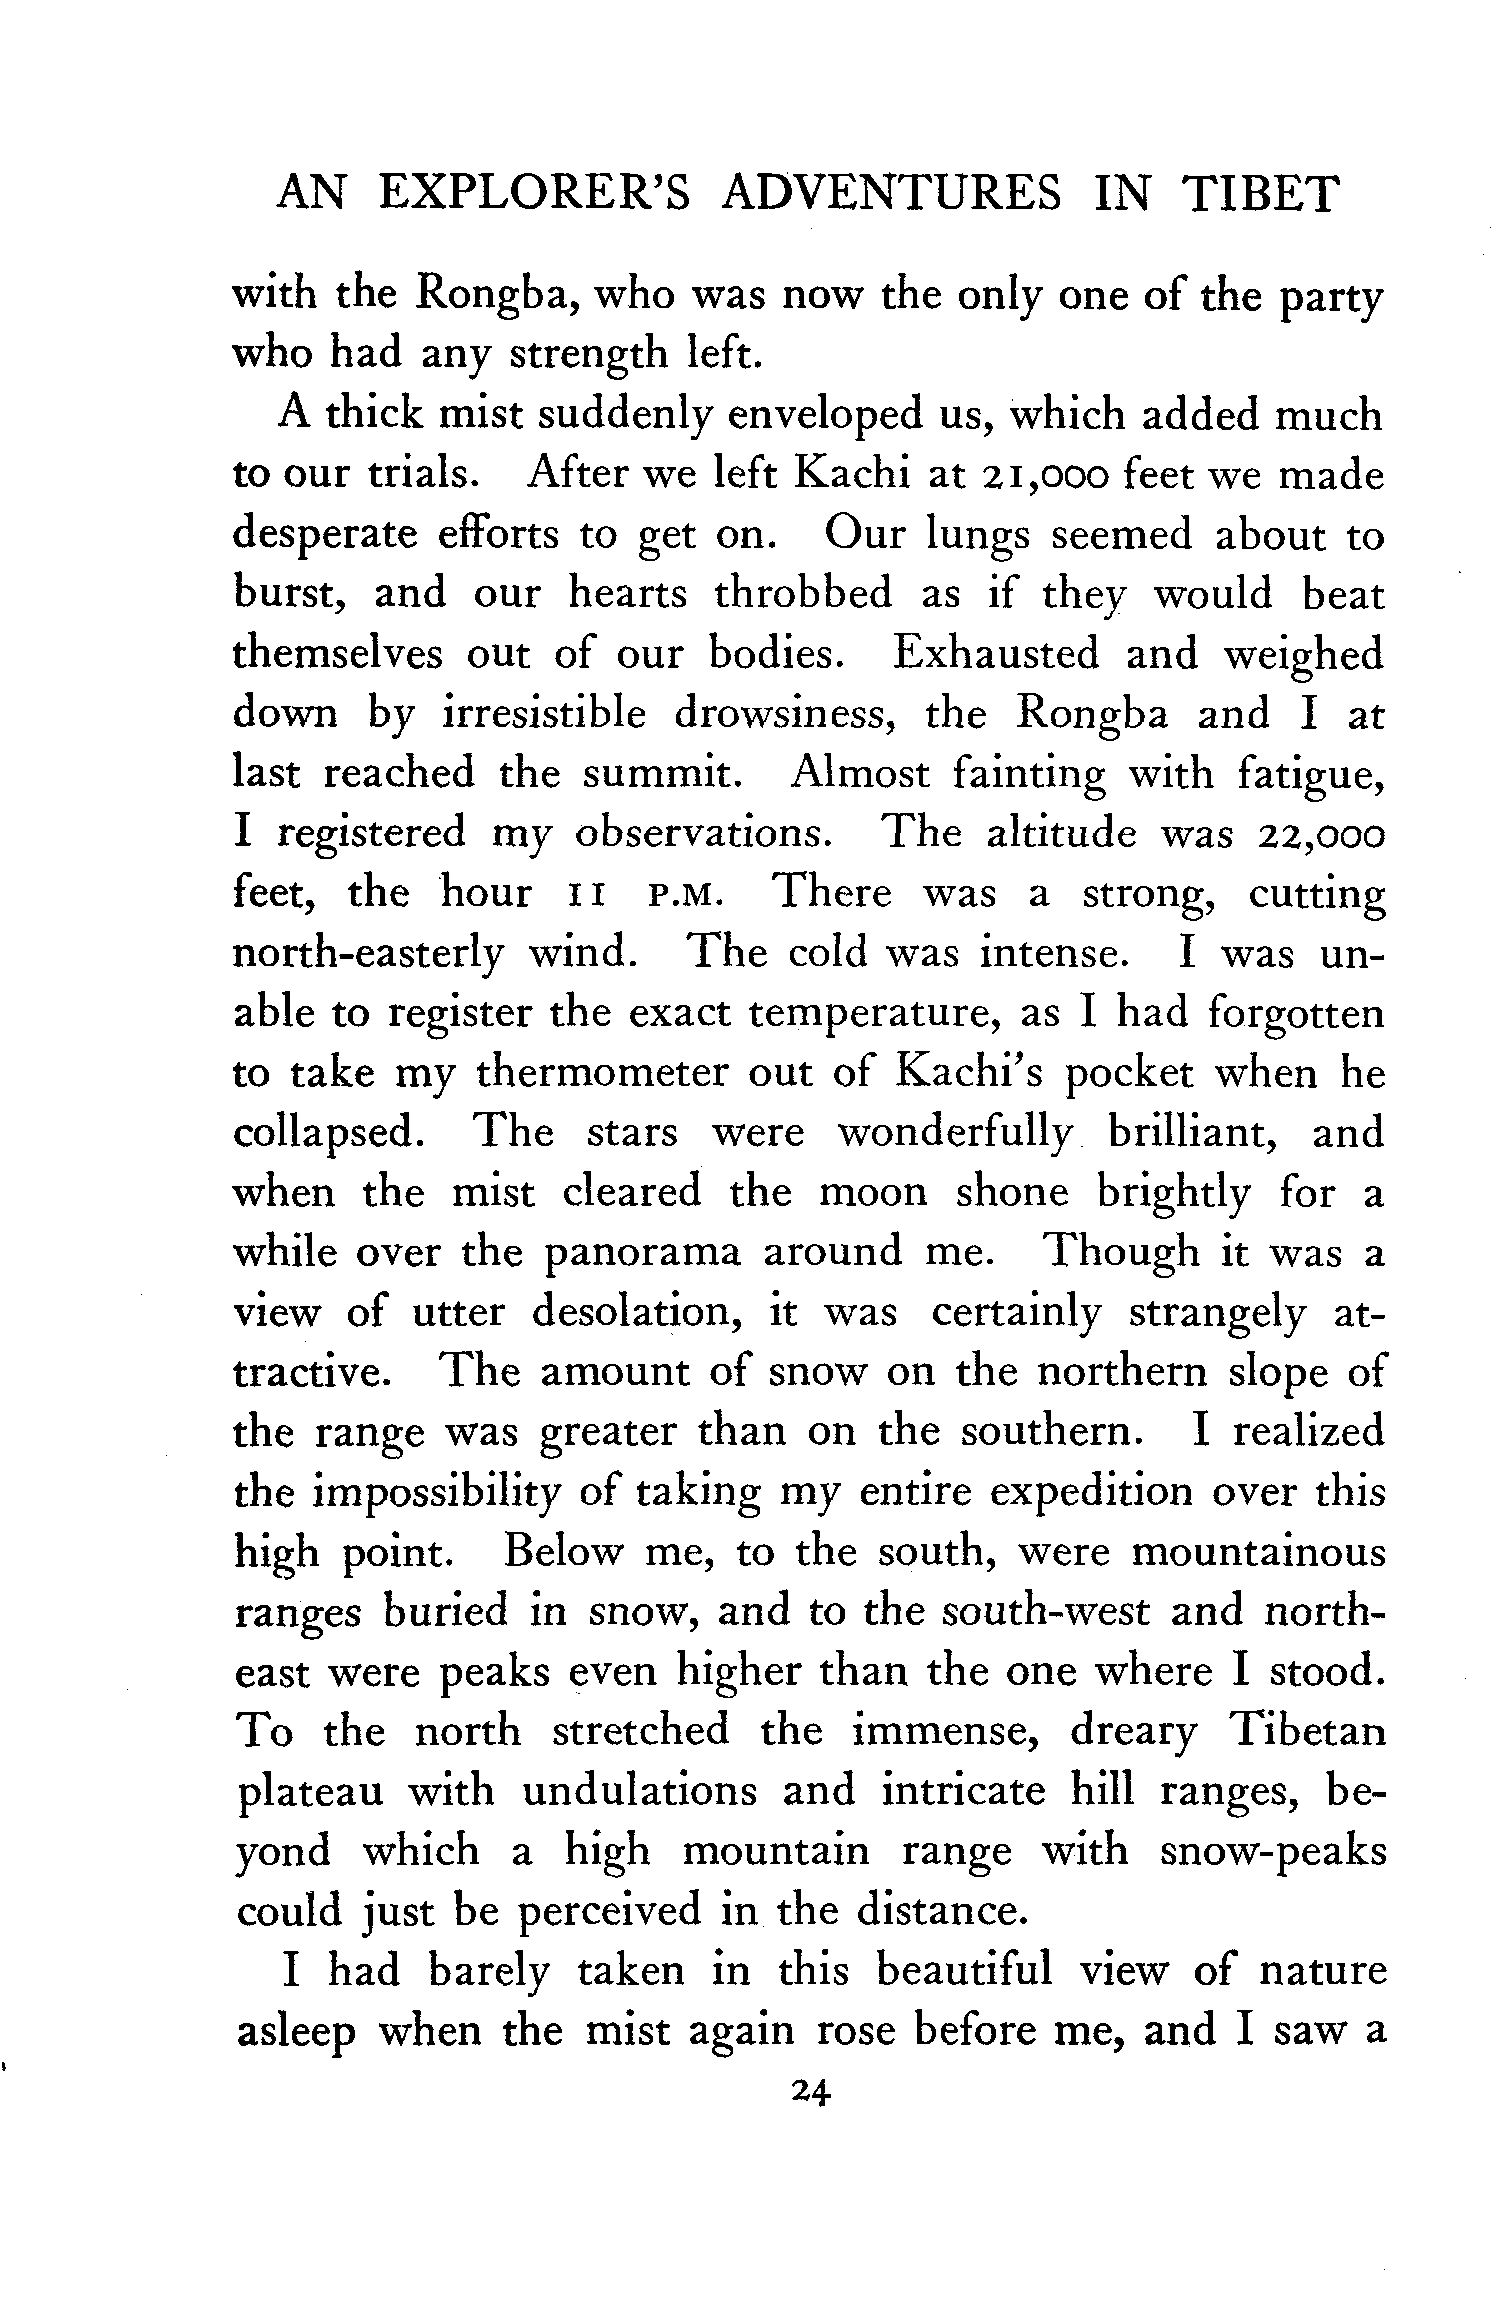 AN EXPLORER'S ADVENTURES IN TIBET
with the Rongba, who was now the only one of the party
who had any strength left.
A thick mist suddenly enveloped us, which added much
to our trials. After we left Kachi at 21,000 feet we made
desperate efforts to get on. Our lungs seemed about to
burst, and our hearts throbbed as if they would beat
themselves out of our bodies. Exhausted and weighed
down by irresistible drowsiness, the Rongba and I at
last reached the summit. Almost fainting with fatigue,
I registered my observations. The altitude was 22,000
feet, the hour 11 P.M. There was a strong, cutting
north-easterly wind. The cold was intense. I was un-
able to register the exact temperature, as I had forgotten
to take my thermometer out of Kachi's pocket when he
collapsed. The stars were wonderfully brilliant, and
when the mist cleared the moon shone brightly for a
while over the panorama around me. Though it was a
view of utter desolation, it was certainly strangely at-
tractive. The amount of snow on the northern slope of
the range was greater than on the southern. I realized
the impossibility of taking my entire expedition over this
high point. Below me, to the south, were mountainous
ranges buried in snow, and to the south-west and north-
east were peaks even higher than the one where I stood.
To the north stretched the immense, dreary Tibetan
plateau with undulations and intricate hill ranges, be-
yond which a high mountain range with snow-peaks
could just be perceived in the distance.
I had barely taken in this beautiful view of nature
asleep when the mist again rose before me, and I saw a
24